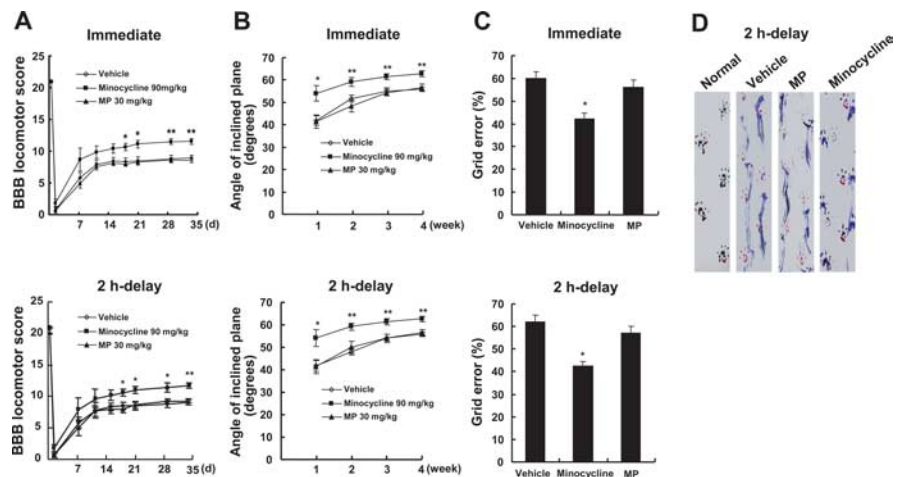 A
Immediate
BBB locomotor score
25
20
15
10
5
0
Vehicle
Minocycline 90mg/kg
MP 30 mg/kg
* * ** **
7 14 21 28 35 (d)
B
Immediate
Angle of inclined plane
(degrees)
70
60
50
40
30
20
10
0
* ** ** **
Vehicle
Minocycline 90 mg/kg
MP 30 mg/kg
1 2 3 4 (week)
C
Immediate
Grid error (%)
70
60
50
40
30
20
10
0
*
Vehicle Minocycline MP
D
2 h-delay
Normal
Vehicle
MP
Minocycline
2 h-delay
BBB locomotor score
25
20
15
10
5
0
Vehicle
Minocycline 90 mg/kg
MP 30 mg/kg
* * * **
7 14 21 28 35 (d)
2 h-delay
Angle of inclined plane
(degrees)
70
60
50
40
30
20
10
0
* ** ** **
Vehicle
Minocycline 90 mg/kg
MP 30 mg/kg
1 2 3 4 (week)
2 h-delay
Grid error (%)
70
60
50
40
30
20
10
0
*
Vehicle Minocycline MP